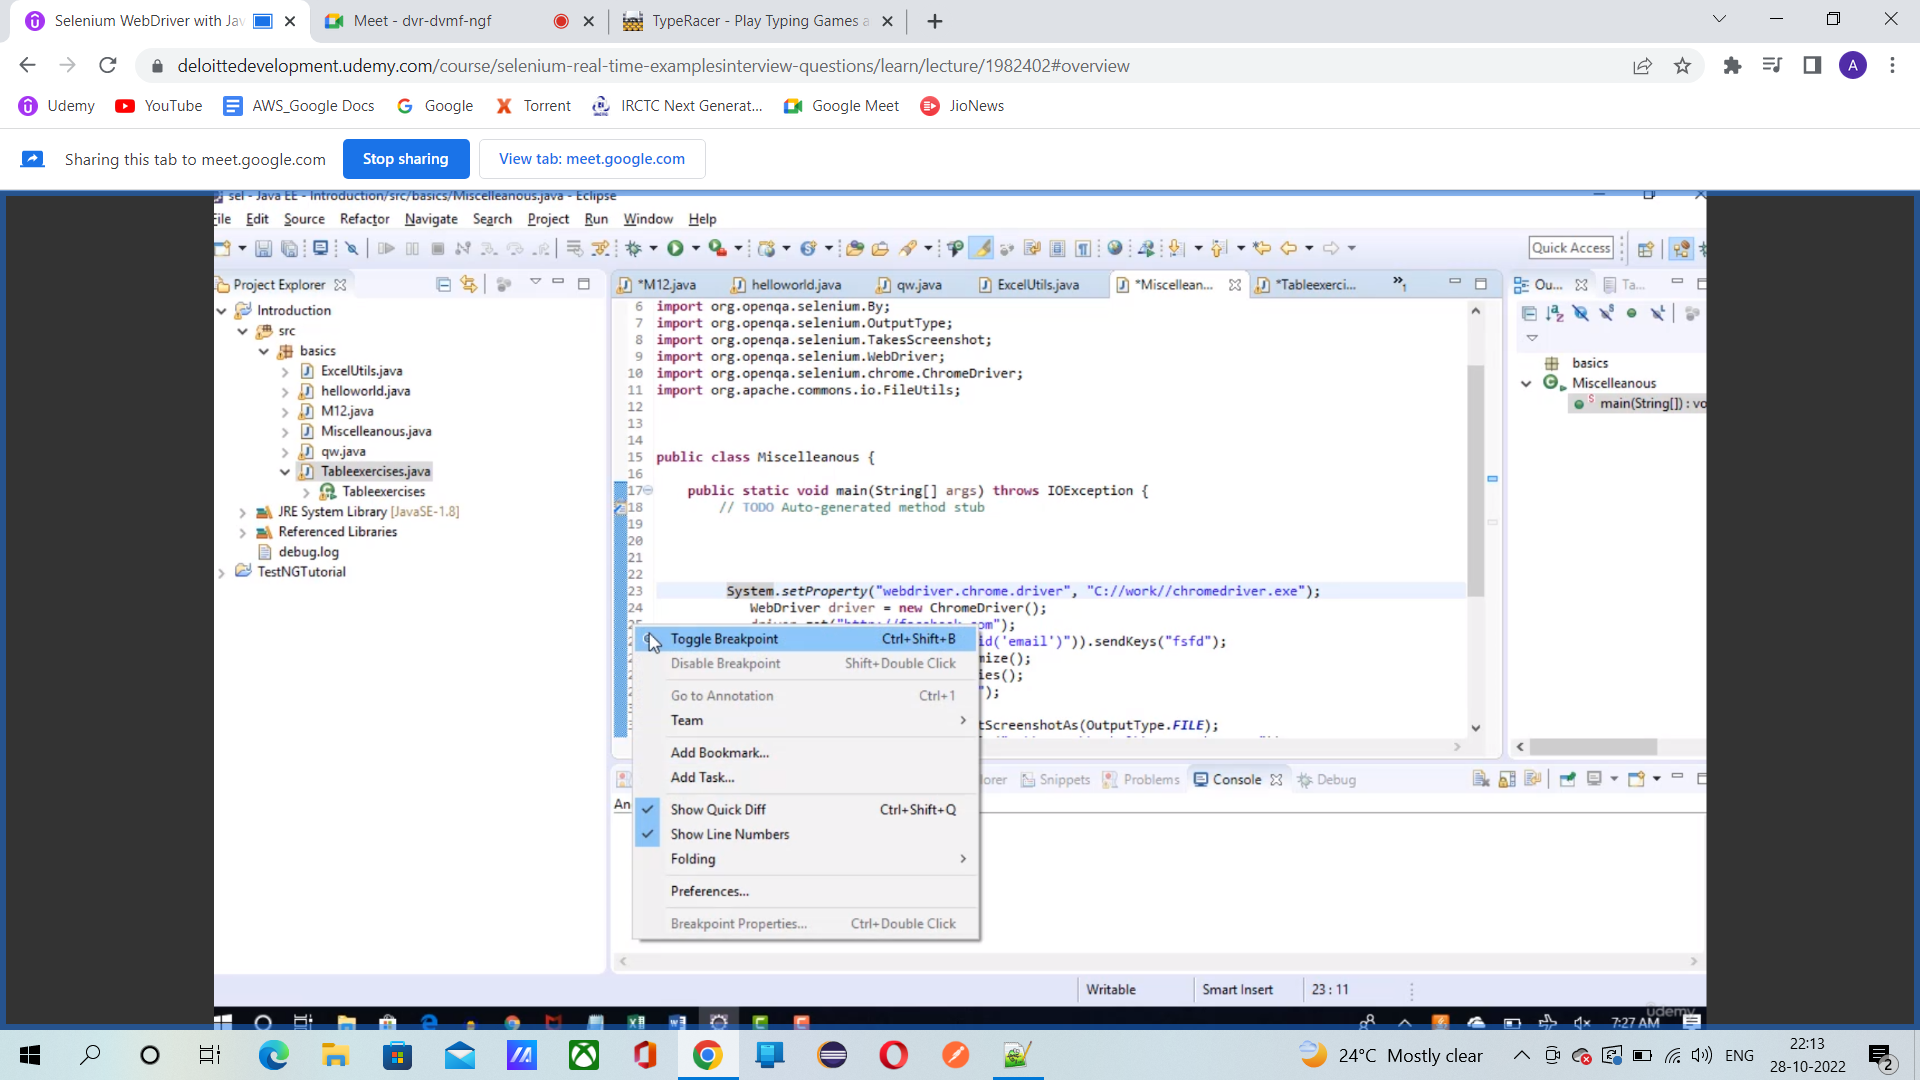 Selenium WebDriver with Jav
Meet - dvr-dvmf-ngf
TypeRacer - Play Typing Games a
deloittedevelopment.udemy.com/course/selenium-real-time-examplesinterview-questions/learn/lecture/1982402#overview
A
Udemy YouTube AWS_Google Docs Google Torrent IRCTC Next Generat... Google Meet JioNews
Sharing this tab to meet.google.com Stop sharing View tab: meet.google.com
sel - Java EE - Introduction/src/basics/Miscelleanous.java - Eclipse
File Edit Source Refactor Navigate Search Project Run Window Help
Quick Access
Project Explorer
*M12.java helloworld.java qw.java ExcelUtils.java *Miscellean... *Tableexerci... »1
Ou... Ta...
Introduction
src
basics
ExcelUtils.java
helloworld.java
M12.java
Miscelleanous.java
qw.java
Tableexercises.java
Tableexercises
JRE System Library [JavaSE-1.8]
Referenced Libraries
debug.log
TestNGTutorial
6 import org.openqa.selenium.By;
7 import org.openqa.selenium.OutputType;
8 import org.openqa.selenium.TakesScreenshot;
9 import org.openqa.selenium.WebDriver;
10 import org.openqa.selenium.chrome.ChromeDriver;
11 import org.apache.commons.io.FileUtils;
12
13
14
15 public class Miscelleanous {
16
17 public static void main(String[] args) throws IOException {
18 // TODO Auto-generated method stub
19
20
21
22
23 System.setProperty("webdriver.chrome.driver", "C://work//chromedriver.exe");
24 WebDriver driver = new ChromeDriver();
driver.get("http://facebook.com");
id('email')")).sendKeys("fsfd");
mize();
ies();
");
tScreenshotAs(OutputType.FILE);
basics
Miscelleanous
main(String[]) : vo
Toggle Breakpoint Ctrl+Shift+B
Disable Breakpoint Shift+Double Click
Go to Annotation Ctrl+1
Team
Add Bookmark...
Add Task...
Show Quick Diff Ctrl+Shift+Q
Show Line Numbers
Folding
Preferences...
Breakpoint Properties... Ctrl+Double Click
orer Snippets Problems Console Debug
An
Writable Smart Insert 23 : 11
udemy
7:27 AM
24°C Mostly clear
ENG
22:13
28-10-2022
2